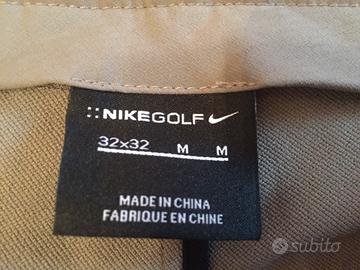 ::NIKEGOLF
32x32 M M
MADE IN CHINA
FABRIQUE EN CHINE
subito